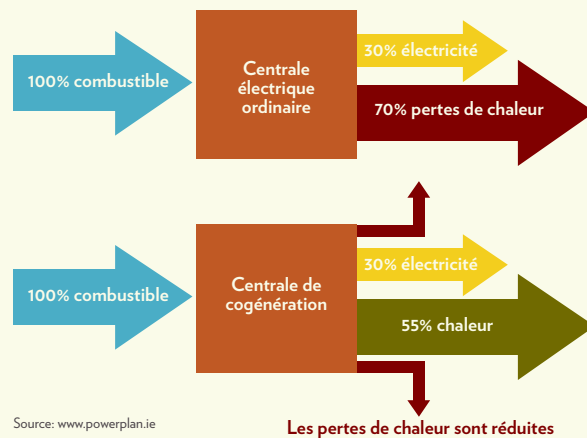 100% combustible
Centrale
électrique
ordinaire
30% électricité
70% pertes de chaleur
100% combustible
Centrale de
cogénération
30% électricité
55% chaleur
Source: www.powerplan.ie
Les pertes de chaleur sont réduites